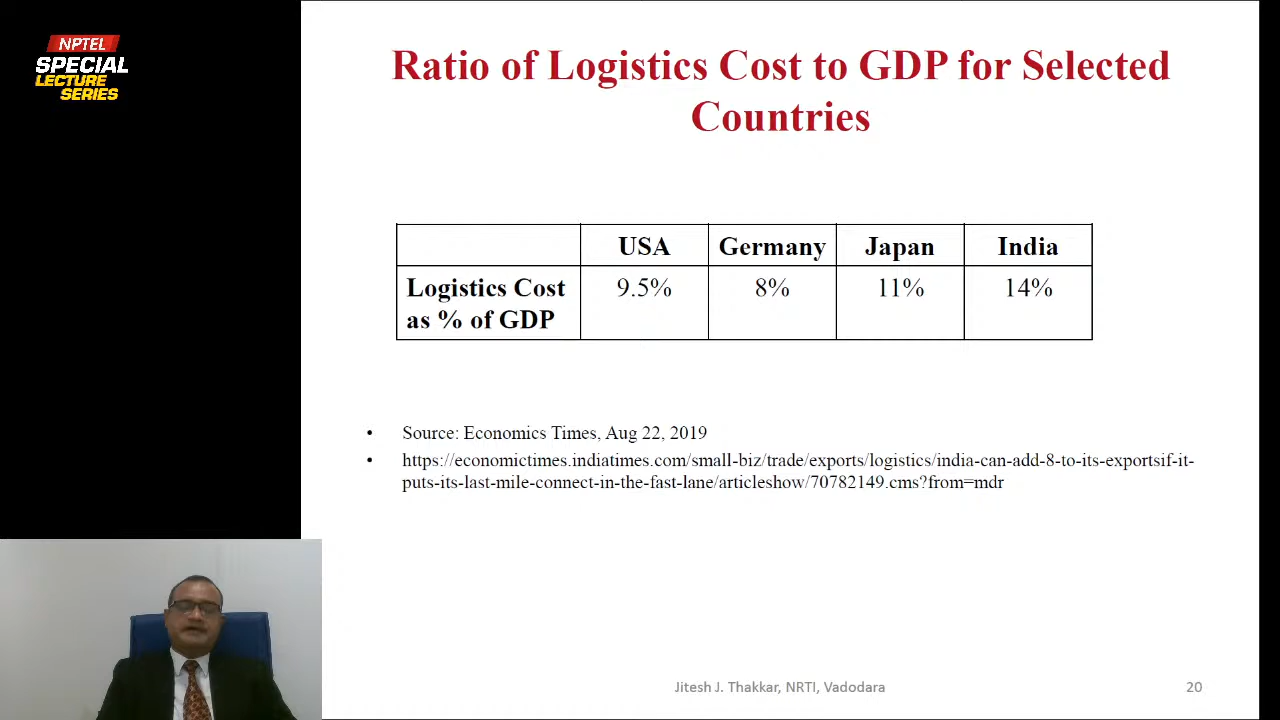 NPTEL
SPECIAL
LECTURE
SERIES
Ratio of Logistics Cost to GDP for Selected
Countries
USA Germany Japan India
Logistics Cost 9.5% 8% 11% 14%
as % of GDP
• Source: Economics Times, Aug 22, 2019
• https://economictimes.indiatimes.com/small-biz/trade/exports/logistics/india-can-add-8-to-its-exportsif-it-
puts-its-last-mile-connect-in-the-fast-lane/articleshow/70782149.cms?from=mdr
Jitesh J. Thakkar, NRTI, Vadodara 20